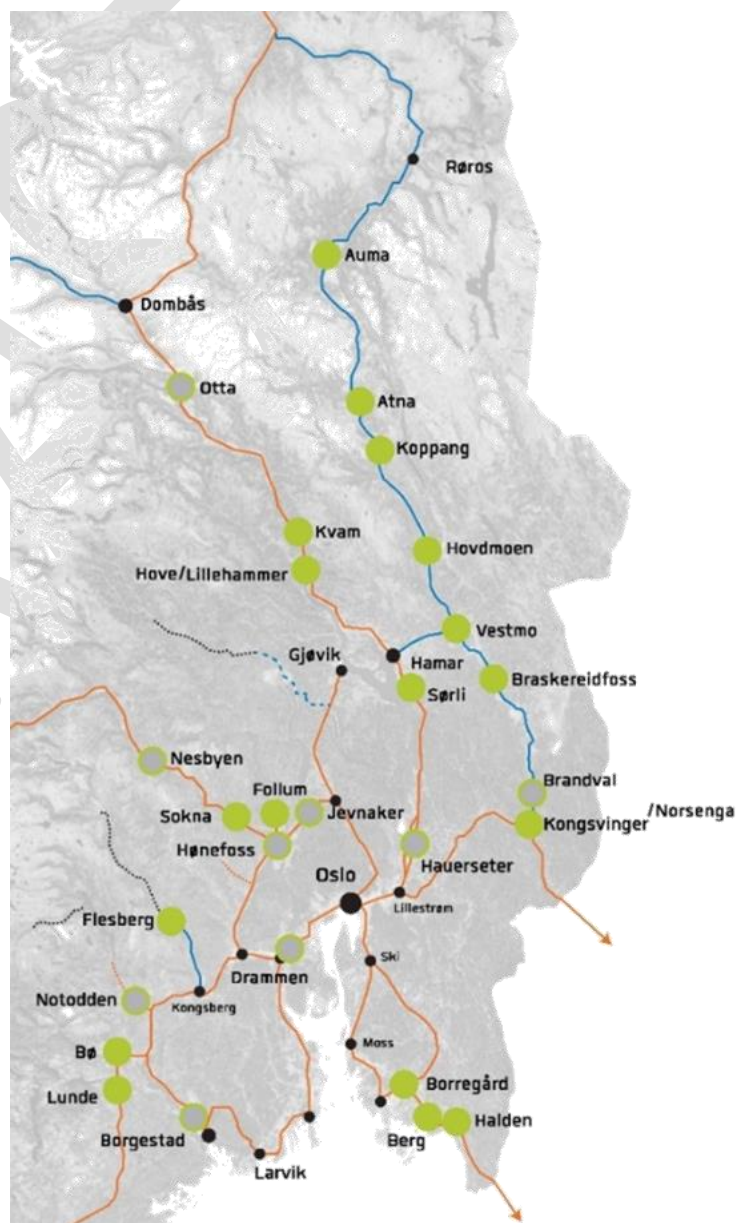 Røros
Auma
Dombås
Otta
Atna
Koppang
Kvam
Hovdmoen
Hove/Lillehammer
Vestmo
Gjøvik
Hamar
Braskereidfoss
Sørli
Nesbyen
Brandval
Follum
Jevnaker
Sokna
Kongsvinger/Norsenga
Hønefoss
Hauerseter
Oslo
Lillestrøm
Flesberg
Ski
Drammen
Notodden
Kongsberg
Moss
Bø
Borregård
Lunde
Halden
Borgestad
Berg
Larvik